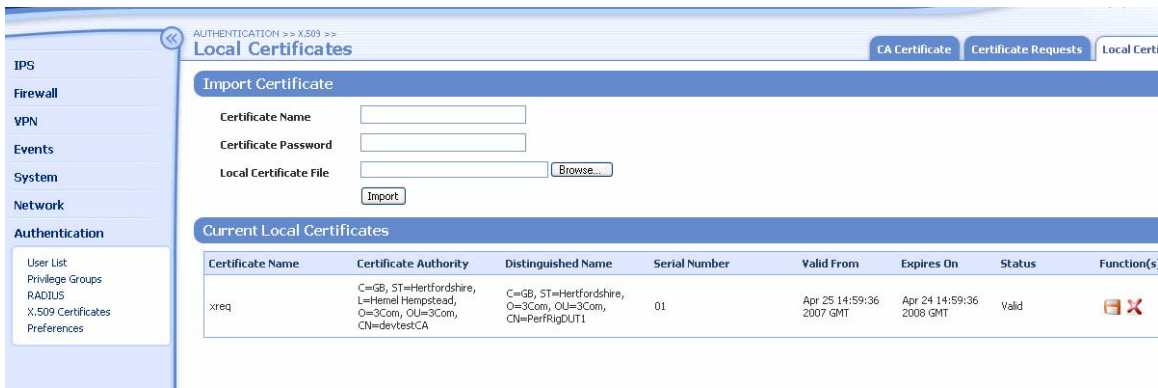 AUTHENTICATION >> X.509 >>
Local Certificates
CA Certificate
Certificate Requests
Local Certi
IPS
Firewall
VPN
Events
System
Network
Authentication
User List
Privilege Groups
RADIUS
X.509 Certificates
Preferences
Import Certificate
Certificate Name
Certificate Password
Local Certificate File
Browse...
Import
Current Local Certificates
Certificate Name Certificate Authority Distinguished Name Serial Number Valid From Expires On Status Function(s)
xreq
C=GB, ST=Hertfordshire,
L=Hemel Hempstead,
O=3Com, OU=3Com,
CN=devtestCA
C=GB, ST=Hertfordshire,
O=3Com, OU=3Com,
CN=PerfRigDUT1
01
Apr 25 14:59:36
2007 GMT
Apr 24 14:59:36
2008 GMT
Valid